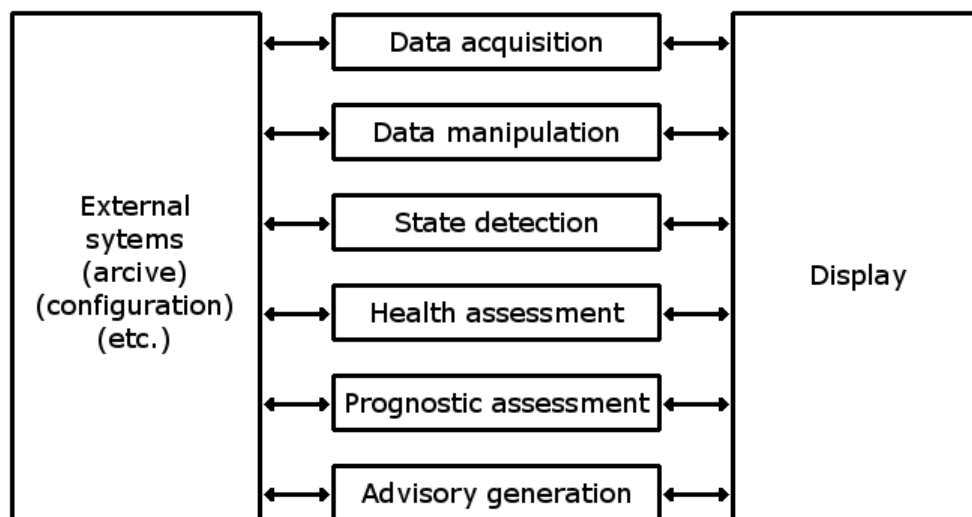 External
sytems
(arcive)
(configuration)
(etc.)
Data acquisition
Data manipulation
State detection
Health assessment
Prognostic assessment
Advisory generation
Display